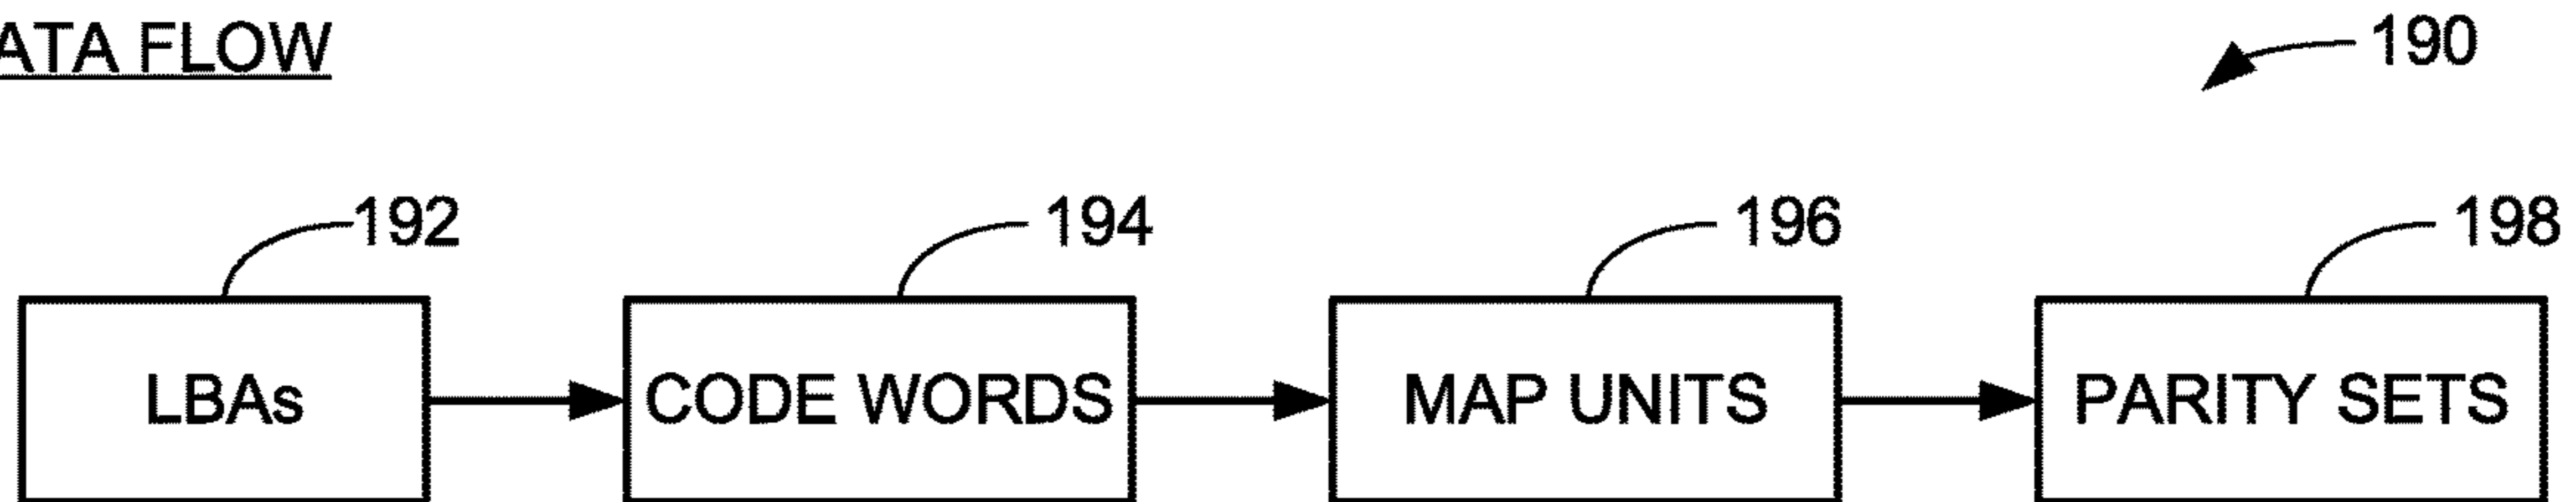 ATA FLOW
190
192
194
196
198
LBAs
CODE WORDS
MAP UNITS
PARITY SETS